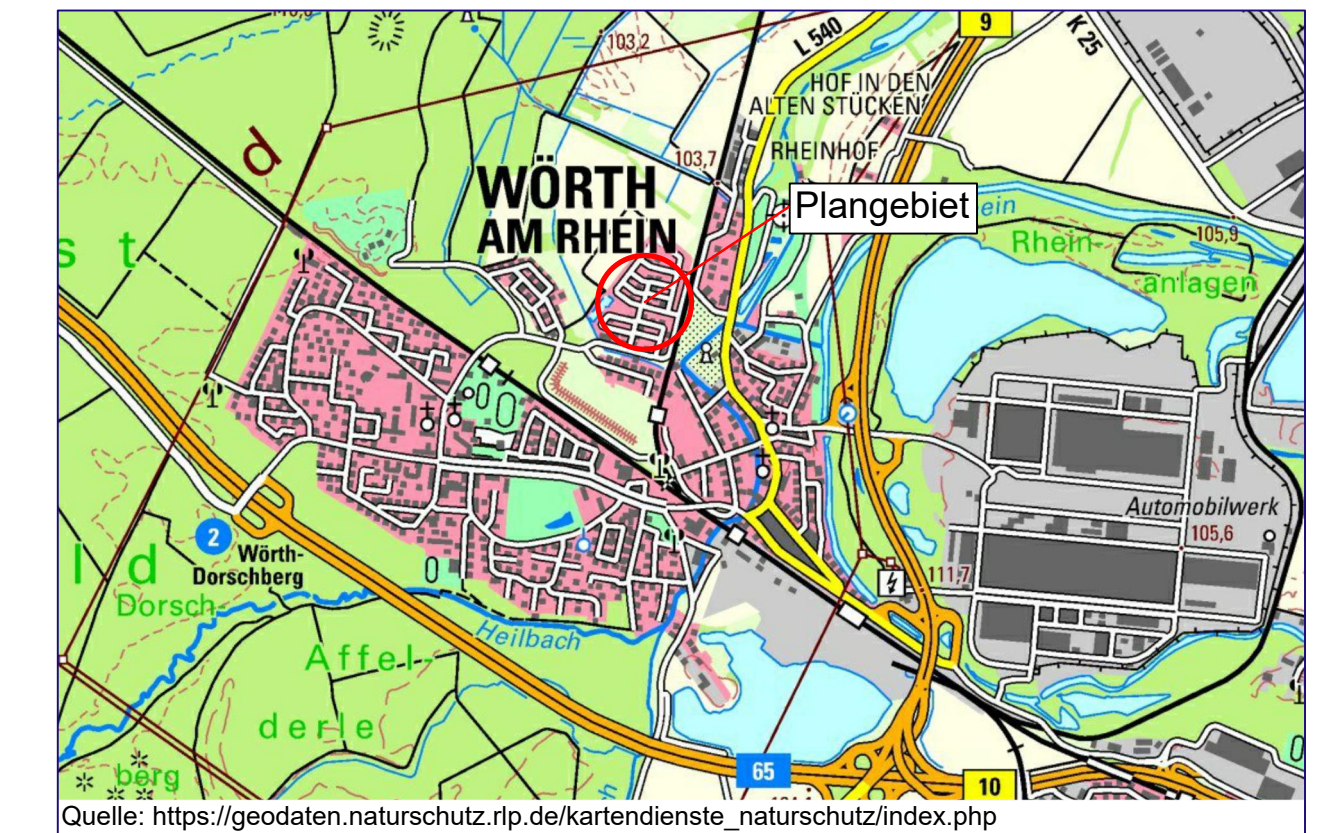 L 540
9
K 25
103,2
HOF IN DEN
ALTEN STÜCKEN
d
103,7
RHEINHOF
WÖRTH
AM RHEIN
Plangebiet
ein
Rhein-
anlagen
105,9
s t
Automobilwerk
105,6
2
Wörth-
Dorschberg
111,7
l d
Dorsch-
Heilbach
Affel-
derle
berg
65
10
Quelle: https://geodaten.naturschutz.rlp.de/kartendienste_naturschutz/index.php